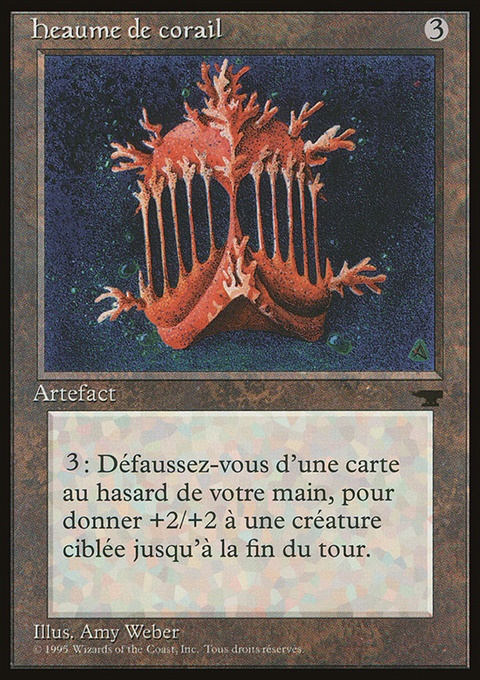 Heaume de corail 3
Artefact
3: Défaussez-vous d'une carte
au hasard de votre main, pour
donner +2/+2 à une créature
ciblée jusqu'à la fin du tour.
Illus. Amy Weber
© 1995 Wizards of the Coast, Inc. Tous droits réservés.